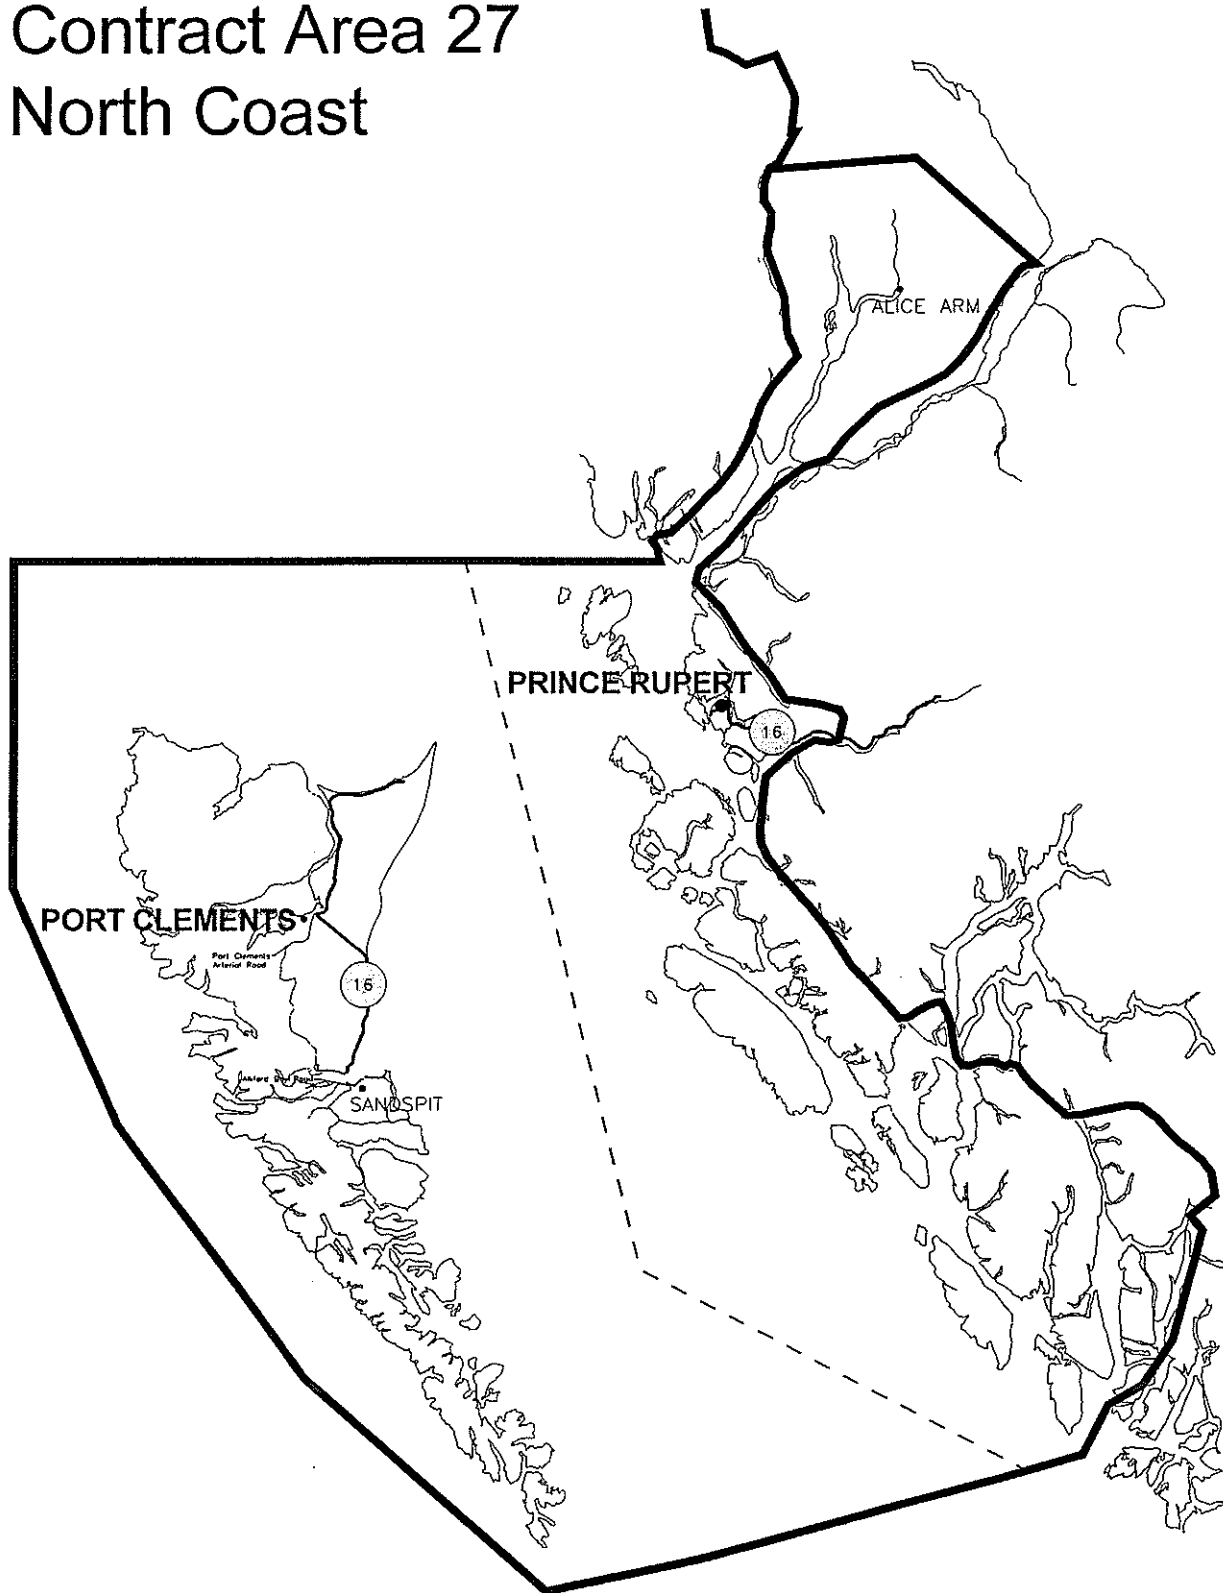 Contract Area 27
North Coast
ALICE ARM
PRINCE RUPERT
16
PORT CLEMENTS
Port Clements
Arterial Road
16
SANDSPIT